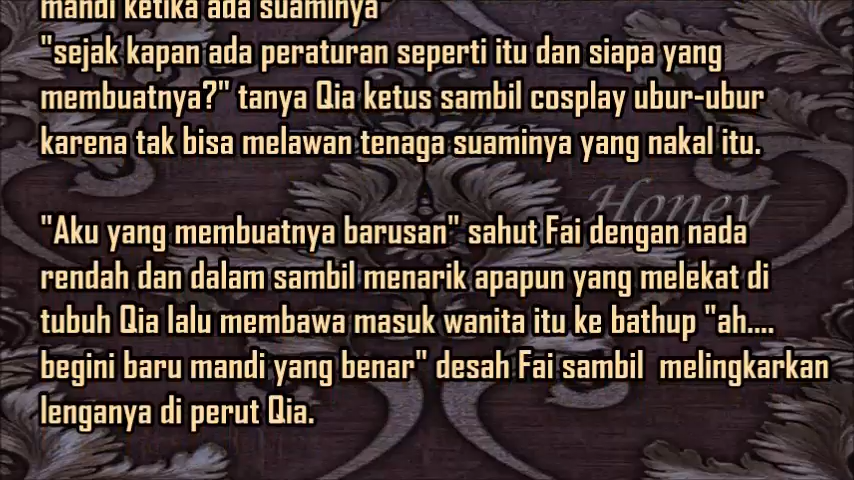 mandi ketika ada suaminya"
"sejak kapan ada peraturan seperti itu dan siapa yang
membuatnya?" tanya Qia ketus sambil cosplay ubur-ubur
karena tak bisa melawan tenaga suaminya yang nakal itu.
Honey
"Aku yang membuatnya barusan" sahut Fai dengan nada
rendah dan dalam sambil menarik apapun yang melekat di
tubuh Qia lalu membawa masuk wanita itu ke bathup "ah....
begini baru mandi yang benar" desah Fai sambil  melingkarkan
lenganya di perut Qia.